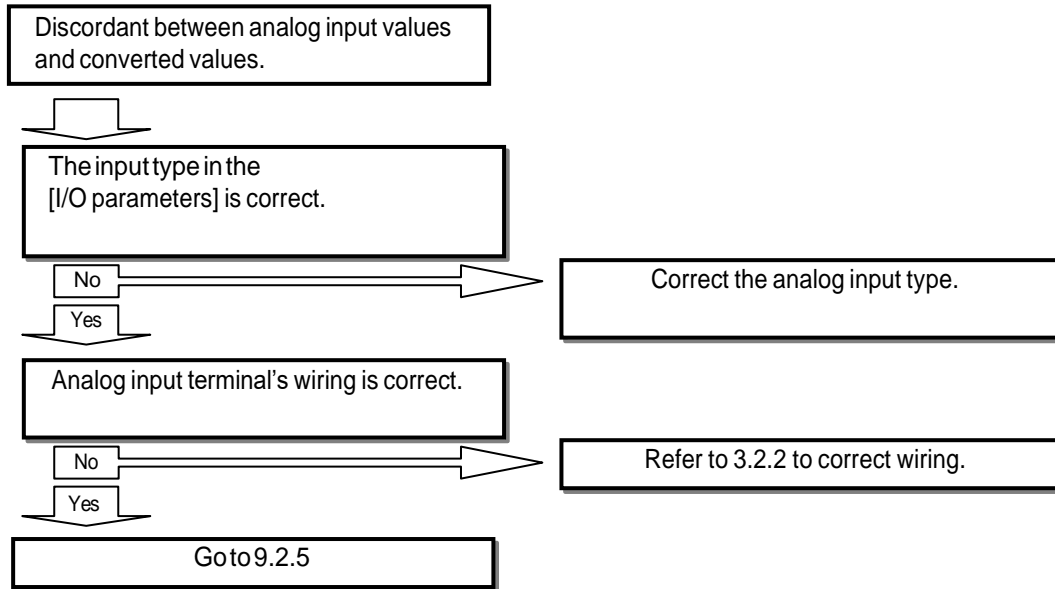 Discordant between analog input values
and converted values.
The input type in the
[I/O parameters] is correct.
No
Correct the analog input type.
Yes
Analog input terminal’s wiring is correct.
No
Refer to 3.2.2 to correct wiring.
Yes
Go to 9.2.5